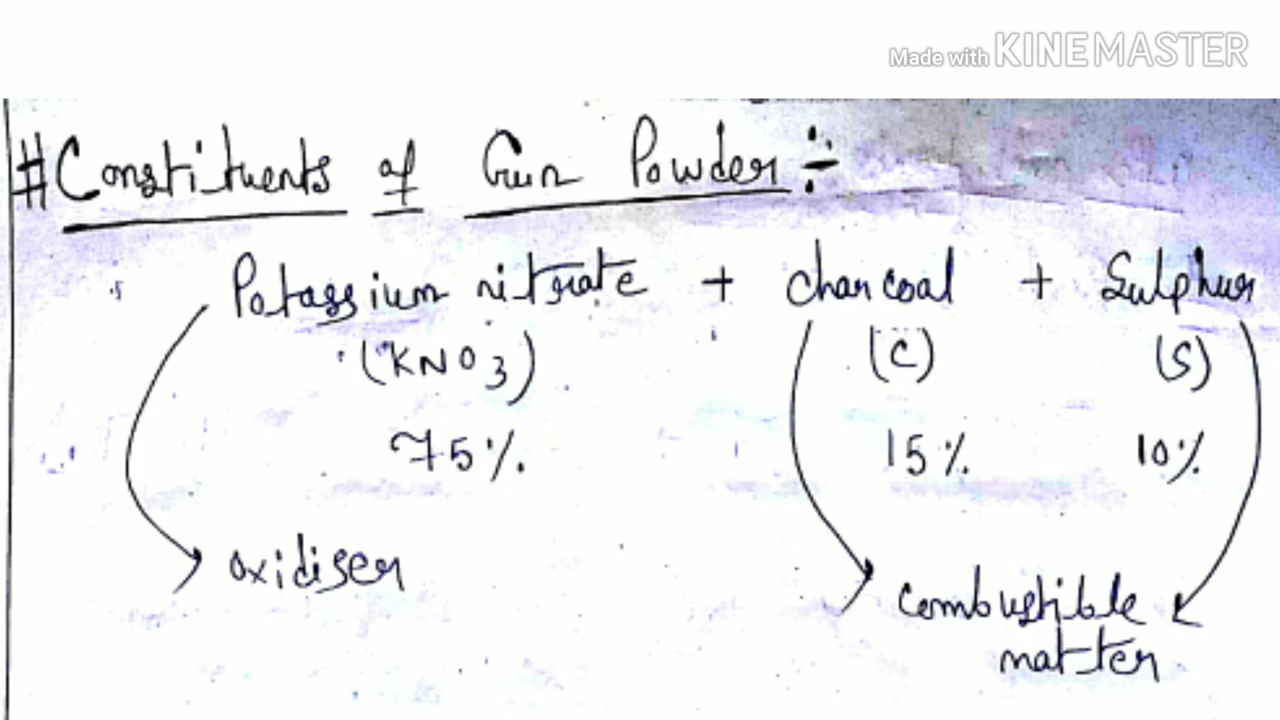 Made with KINEMASTER
#Constituents of Gun Powder ÷
Potassium nitrate + charcoal + Sulphur
(KNO3) (C) (S)
75% 15% 10%
oxidiser
combustible
matter